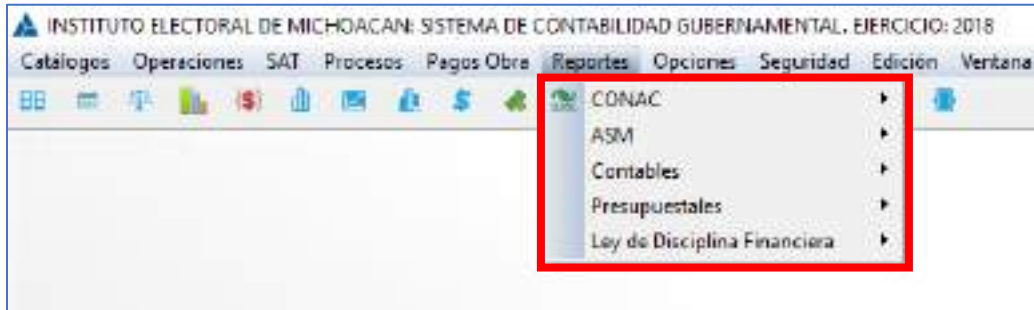 INSTITUTO ELECTORAL DE MICHOACAN: SISTEMA DE CONTABILIDAD GUBERNAMENTAL. EJERCICIO: 2018
Catálogos Operaciones SAT Procesos Pagos Obra Reportes Opciones Seguridad Edición Ventana
CONAC
ASM
Contables
Presupuestales
Ley de Disciplina Financiera